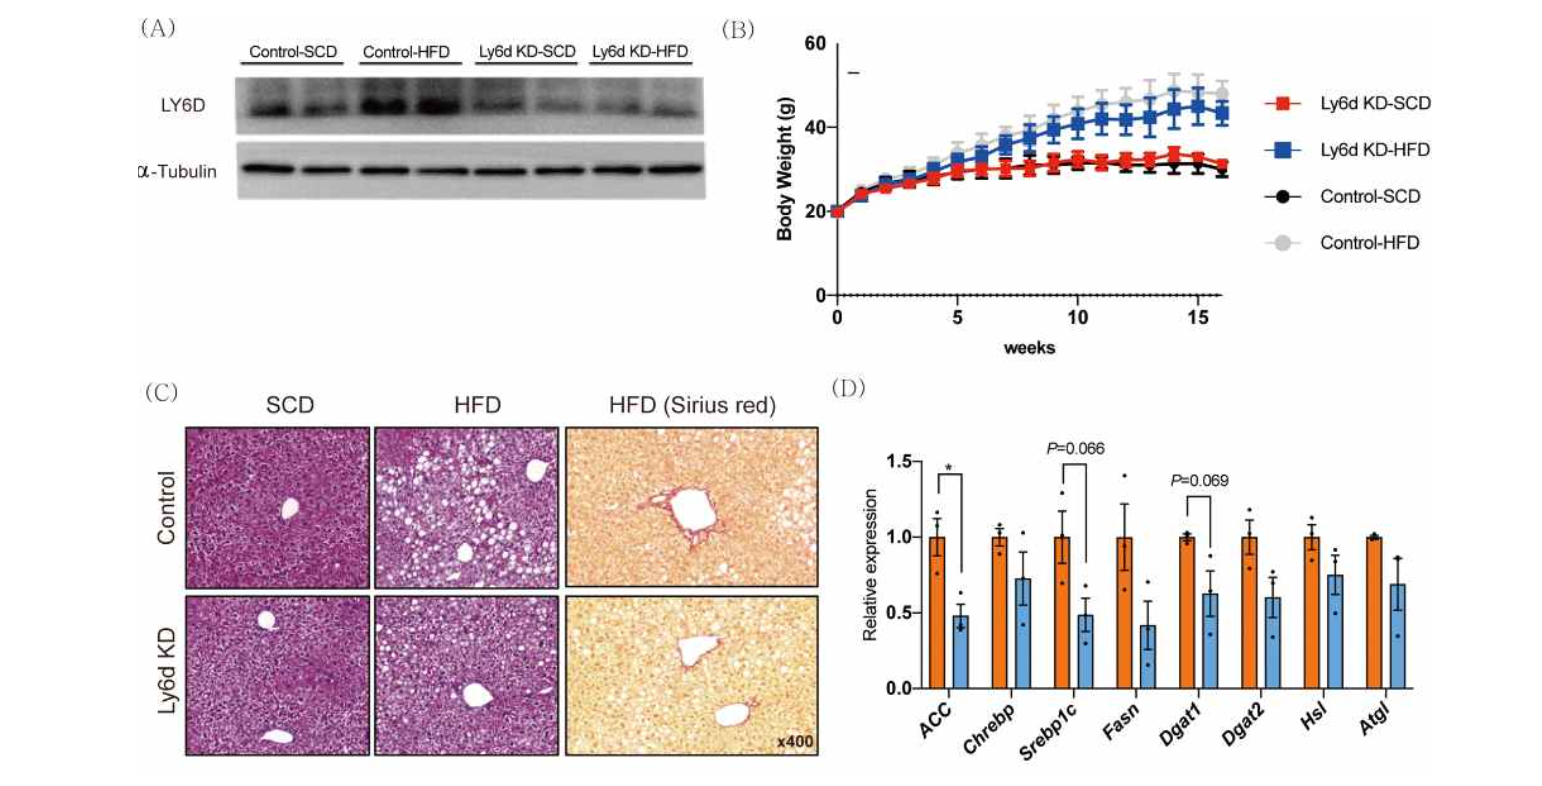 (A)
Control-SCD Control-HFD Ly6d KD-SCD Ly6d KD-HFD
LY6D
α-Tubulin
(B)
60
40
20
0
Body Weight (g)
0 5 10 15
weeks
Ly6d KD-SCD
Ly6d KD-HFD
Control-SCD
Control-HFD
(C)
SCD HFD HFD (Sirius red)
Control
Ly6d KD
x400
(D)
P=0.066
* P=0.069
1.5
1.0
0.5
0.0
Relative expression
ACC Chrebp Srebp1c Fasn Dgat1 Dgat2 Hsl Atgl